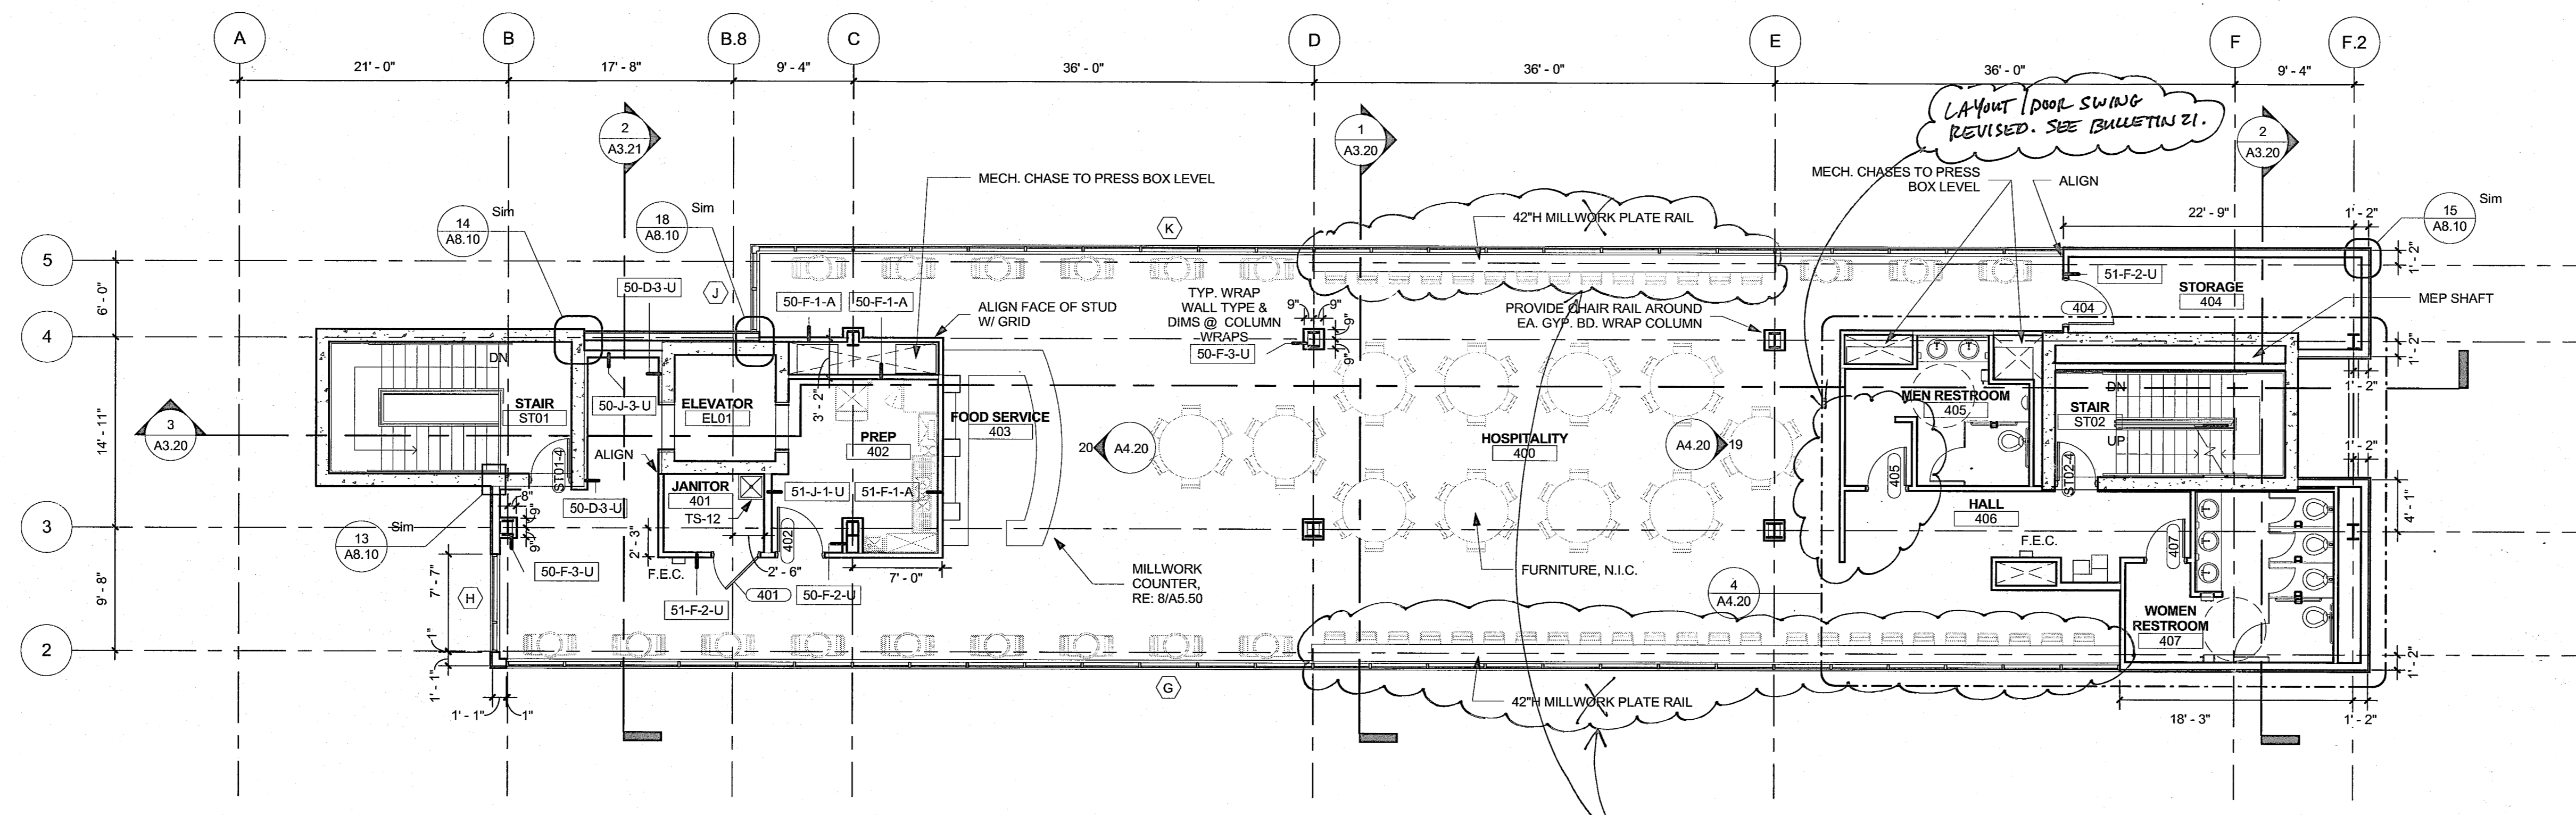 A
B
B.8
C
D
E
F
F.2
21' - 0"
17' - 8"
9' - 4"
36' - 0"
36' - 0"
36' - 0"
9' - 4"
LAYOUT / DOOR SWING
REVISED. SEE BULLETIN 21.
2
A3.21
1
A3.20
2
A3.20
MECH. CHASE TO PRESS BOX LEVEL
MECH. CHASES TO PRESS
BOX LEVEL
ALIGN
14
A8.10
Sim
18
A8.10
Sim
K
42"H MILLWORK PLATE RAIL
22' - 9"
1' - 2"
15
A8.10
Sim
5
4
3
2
6' - 0"
14' - 11"
9' - 8"
50-D-3-U
J
50-F-1-A
50-F-1-A
ALIGN FACE OF STUD
W/ GRID
TYP. WRAP
WALL TYPE &
DIMS @ COLUMN
WRAPS
50-F-3-U
9"
9"
9"
9"
PROVIDE CHAIR RAIL AROUND
EA. GYP. BD. WRAP COLUMN
51-F-2-U
STORAGE
404
404
MEP SHAFT
1' - 2"
1' - 2"
1' - 2"
1' - 2"
DN
STAIR
ST01
ST01-4
50-J-3-U
ELEVATOR
EL01
3' - 2"
PREP
402
FOOD SERVICE
403
20
A4.20
HOSPITALITY
400
A4.20
19
MEN RESTROOM
405
405
DN
STAIR
ST02
UP
ST02-4
3
A3.20
ALIGN
JANITOR
401
TS-12
51-J-1-U
51-F-1-A
50-D-3-U
8"
9"
9"
13
A8.10
Sim
50-F-3-U
2' - 3"
F.E.C.
2' - 6"
402
7' - 0"
401
50-F-2-U
51-F-2-U
MILLWORK
COUNTER,
RE: 8/A5.50
FURNITURE, N.I.C.
HALL
406
F.E.C.
407
4
A4.20
WOMEN
RESTROOM
407
4' - 1"
H
7' - 7"
1"
1' - 1"
1' - 1"
1"
G
42"H MILLWORK PLATE RAIL
18' - 3"
1' - 2"
1' - 2"